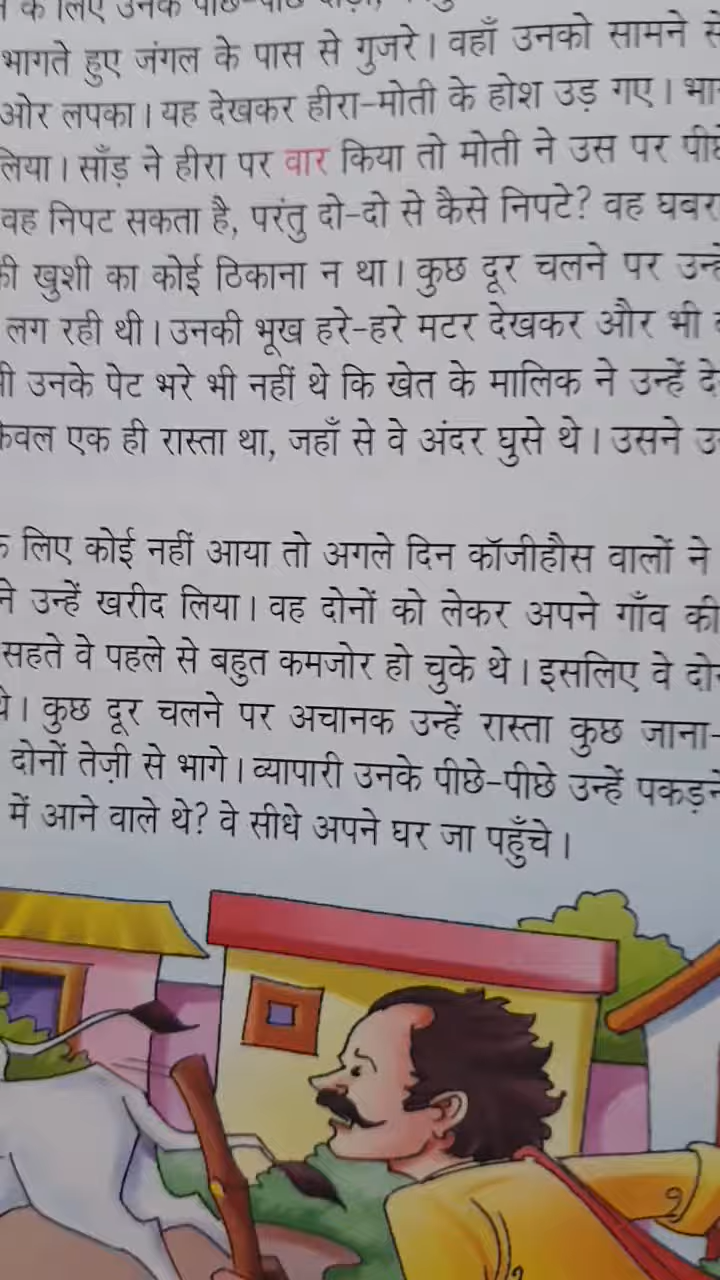 के लिए उनके पीछे-पीछे
भागते हुए जंगल के पास से गुजरे। वहाँ उनको सामने से
ओर लपका। यह देखकर हीरा-मोती के होश उड़ गए।
लिया। साँड़ ने हीरा पर वार किया तो मोती ने उस पर
वह निपट सकता है, परंतु दो-दो से कैसे निपटे? वह
की खुशी का कोई ठिकाना न था। कुछ दूर चलने पर
लग रही थी। उनकी भूख हरे-हरे मटर देखकर और भी
उनके पेट भरे भी नहीं थे कि खेत के मालिक ने उन्हें
एक ही रास्ता था, जहाँ से वे अंदर घुसे थे। उसने
लिए कोई नहीं आया तो अगले दिन कॉजीहौस वालों ने
ने उन्हें खरीद लिया। वह दोनों को लेकर अपने गाँव की
सहते वे पहले से बहुत कमजोर हो चुके थे। इसलिए वे
थे। कुछ दूर चलने पर अचानक उन्हें रास्ता कुछ जाना-
दोनों तेज़ी से भागे। व्यापारी उनके पीछे-पीछे उन्हें
में आने वाले थे? वे सीधे अपने घर जा पहुँचे।